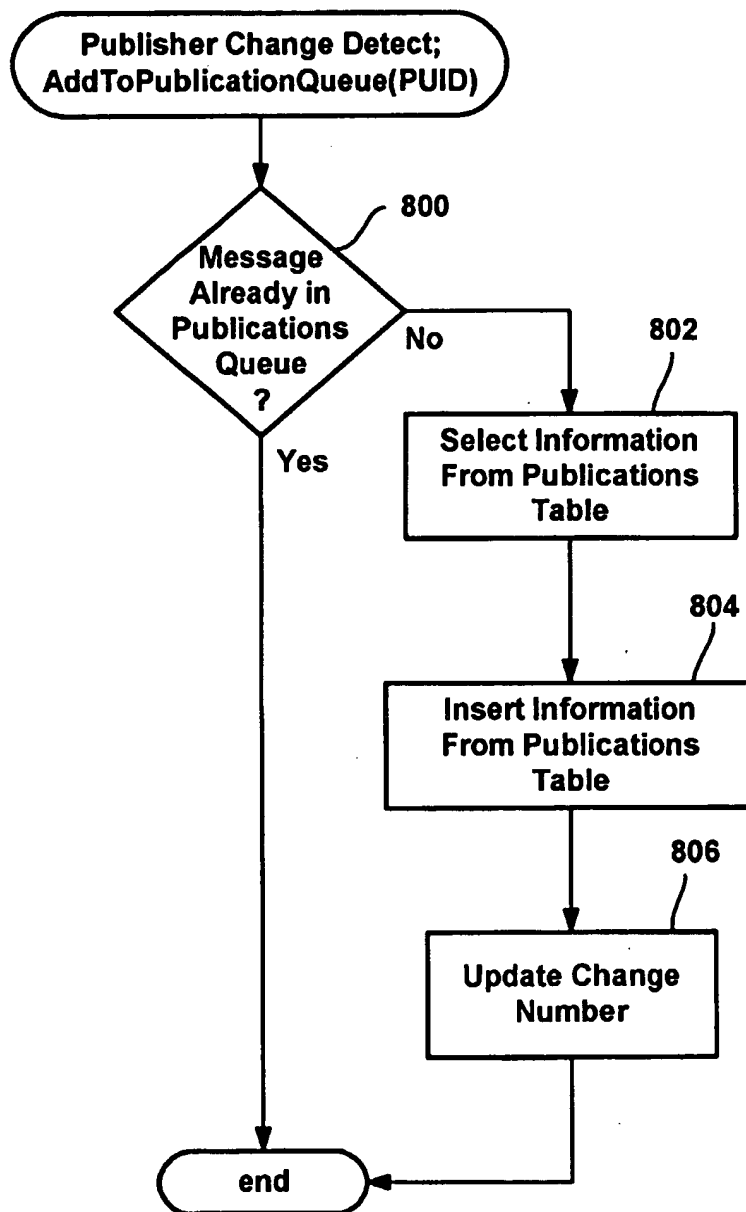 Publisher Change Detect;
AddToPublicationQueue(PUID)
800
Message
Already in
Publications
Queue
?
No
Yes
802
Select Information
From Publications
Table
804
Insert Information
From Publications
Table
806
Update Change
Number
end